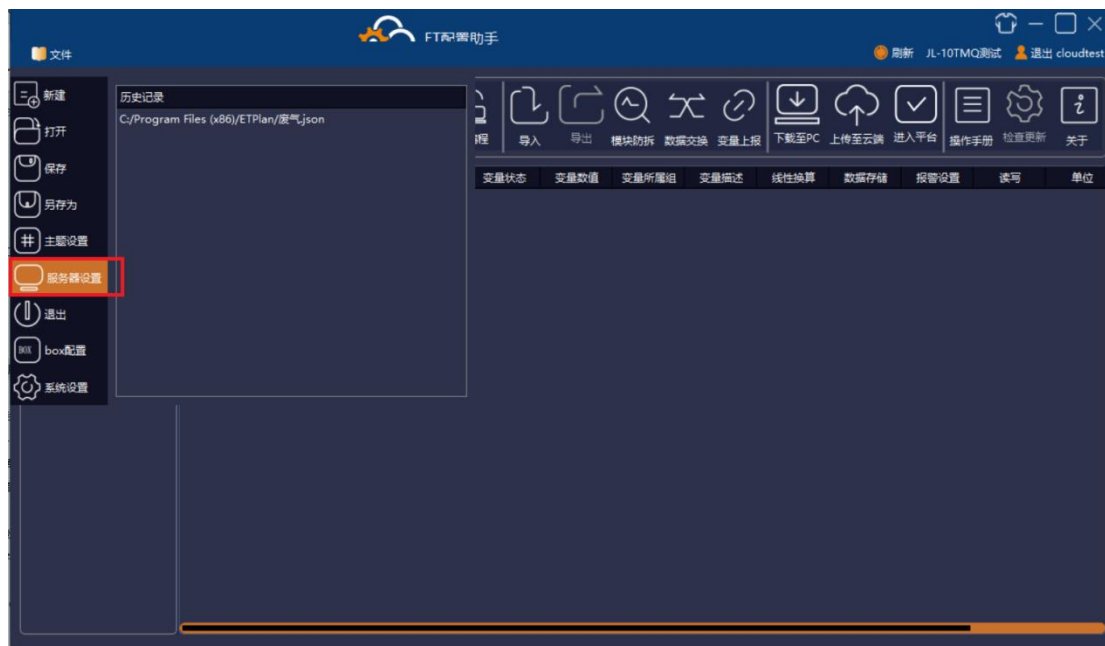 FT配置助手
文件
刷新 JL-10TMQ测试 退出 cloudtest
新建
打开
保存
另存为
主题设置
服务器设置
退出
BOX box配置
系统设置
历史记录
C:/Program Files (x86)/ETPlan/废气.json
程 导入 导出 模块防拆 数据交换 变量上报 下载至PC 上传至云端 进入平台 操作手册 检查更新 关于
变量状态 变量数值 变量所属组 变量描述 线性换算 数据存储 报警设置 读写 单位